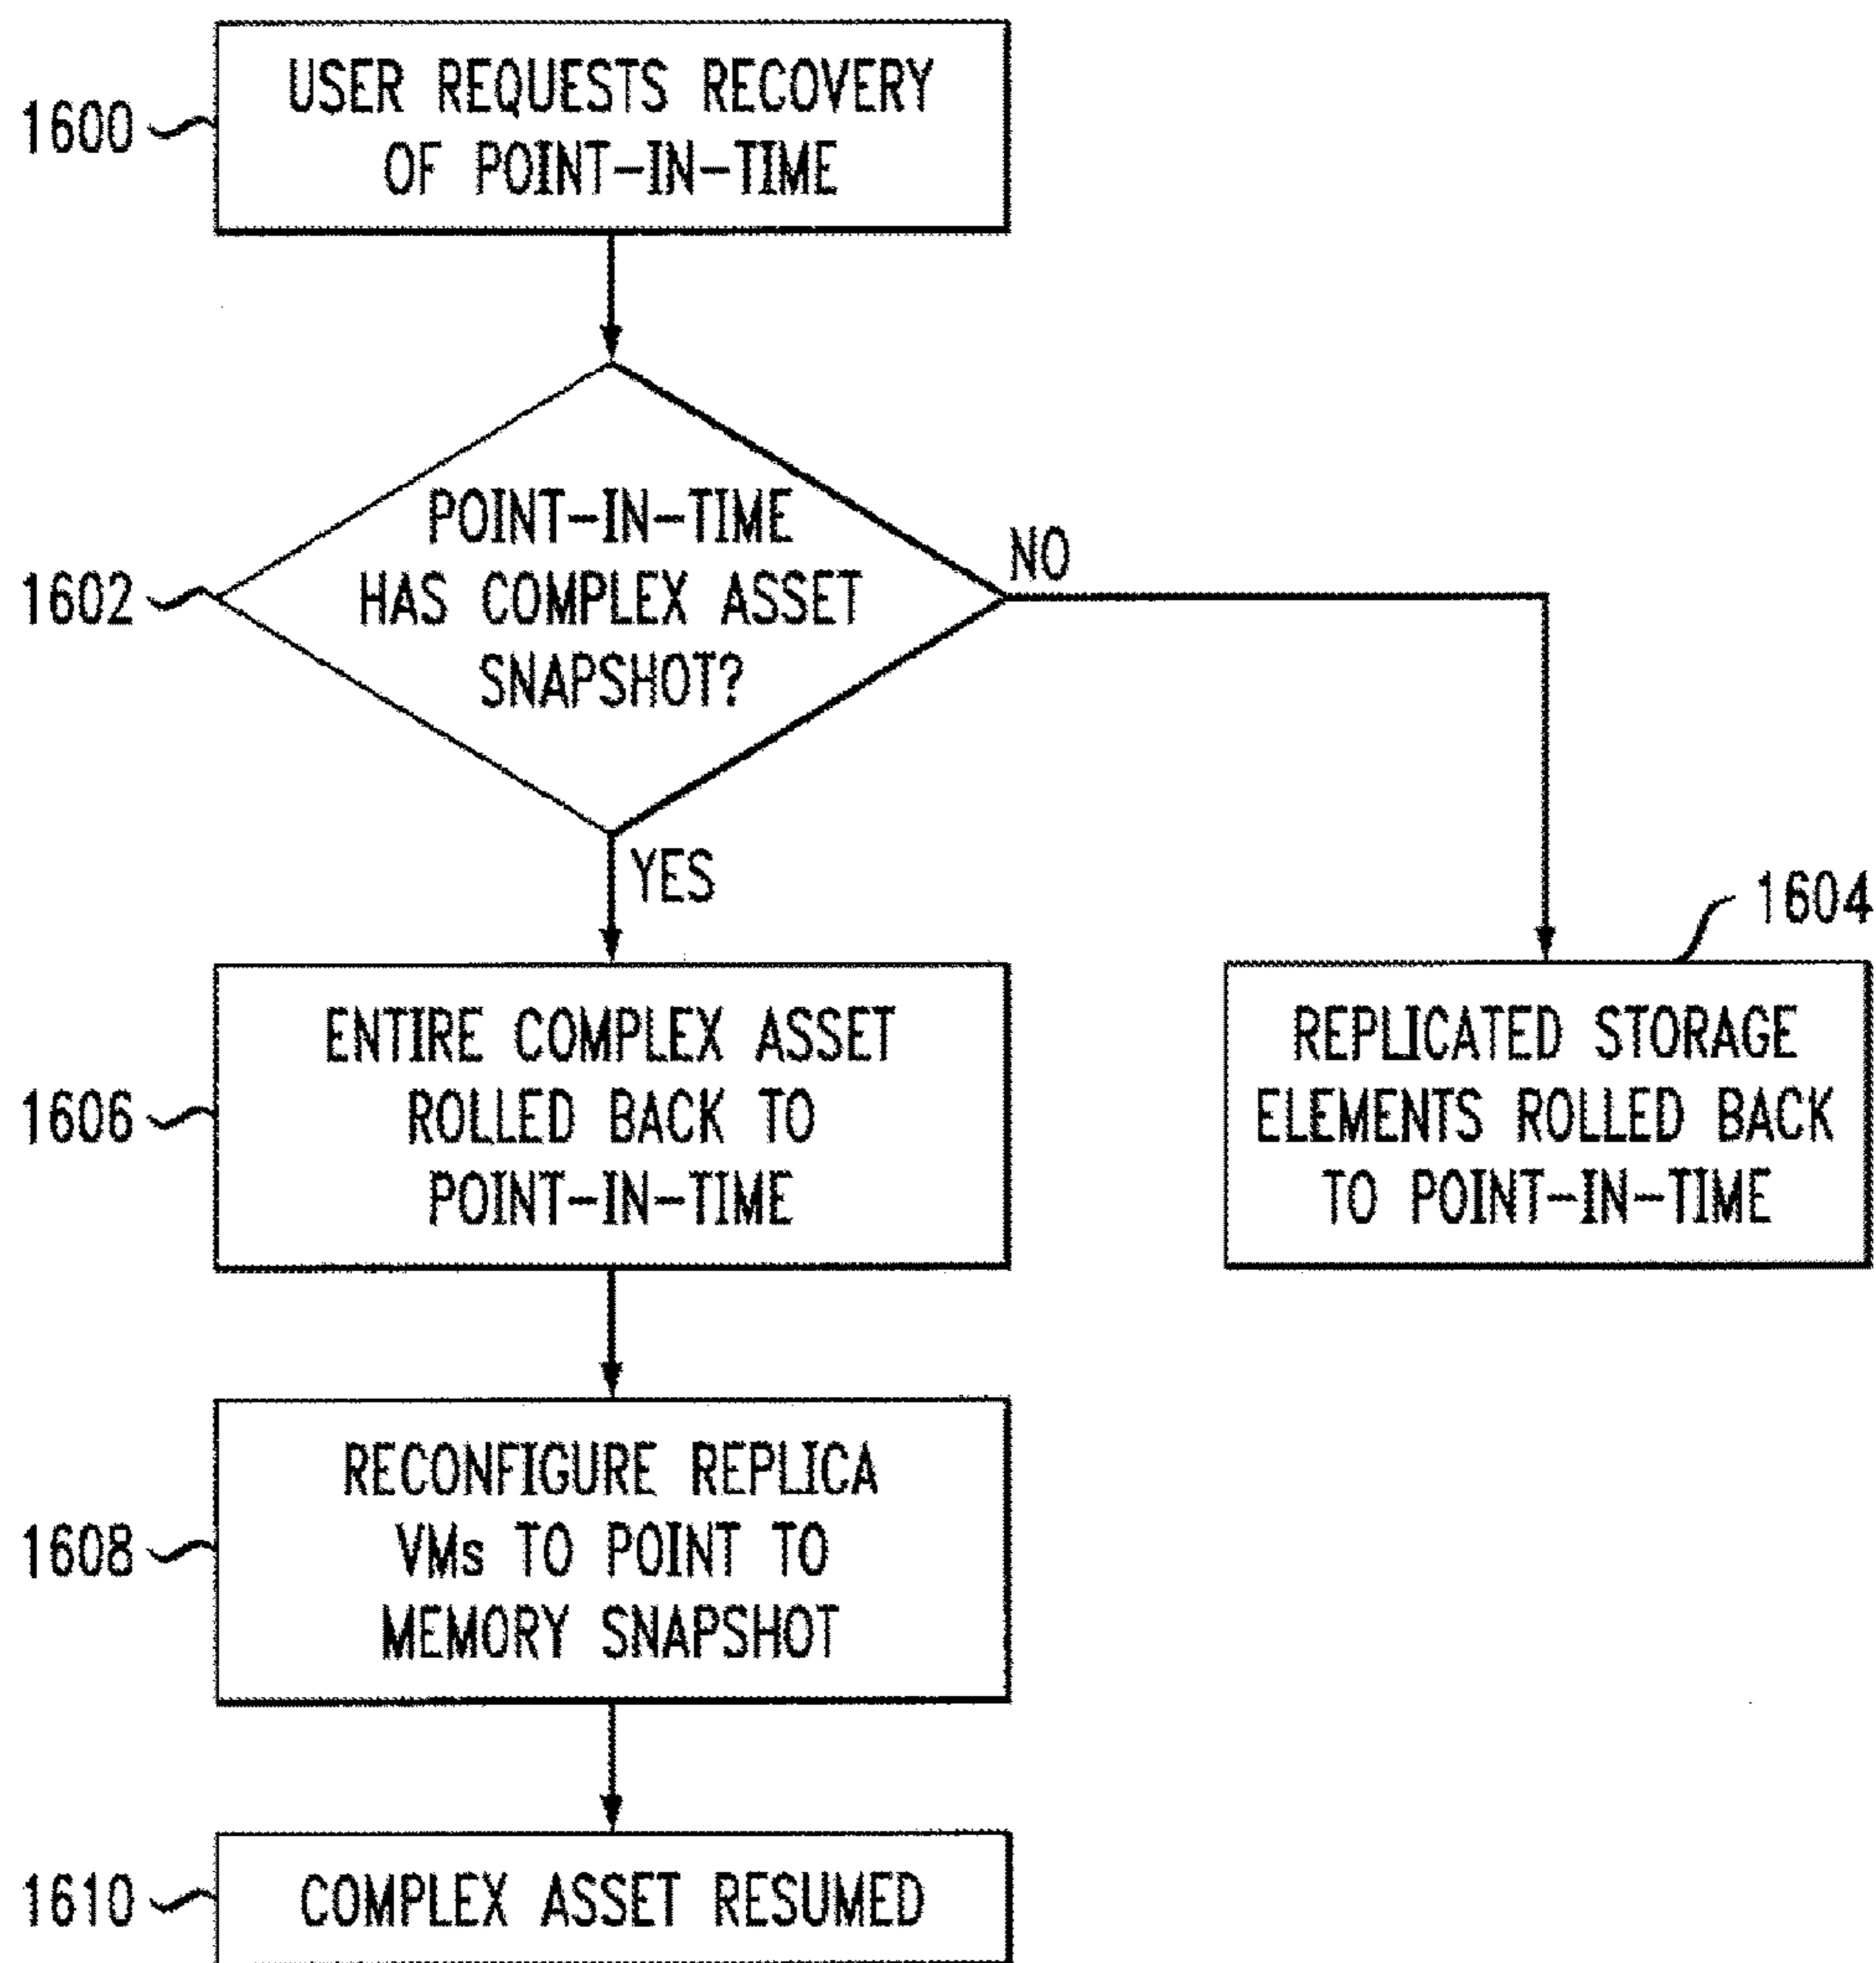 1600
USER REQUESTS RECOVERY
OF POINT-IN-TIME
1602
POINT-IN-TIME
HAS COMPLEX ASSET
SNAPSHOT?
NO
YES
1606
ENTIRE COMPLEX ASSET
ROLLED BACK TO
POINT-IN-TIME
1604
REPLICATED STORAGE
ELEMENTS ROLLED BACK
TO POINT-IN-TIME
1608
RECONFIGURE REPLICA
VMs TO POINT TO
MEMORY SNAPSHOT
1610
COMPLEX ASSET RESUMED